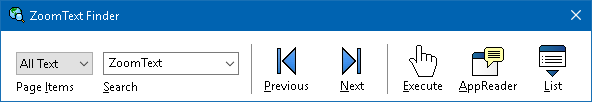 ZoomText Finder
All Text ZoomText
Page Items Search Previous Next Execute AppReader List